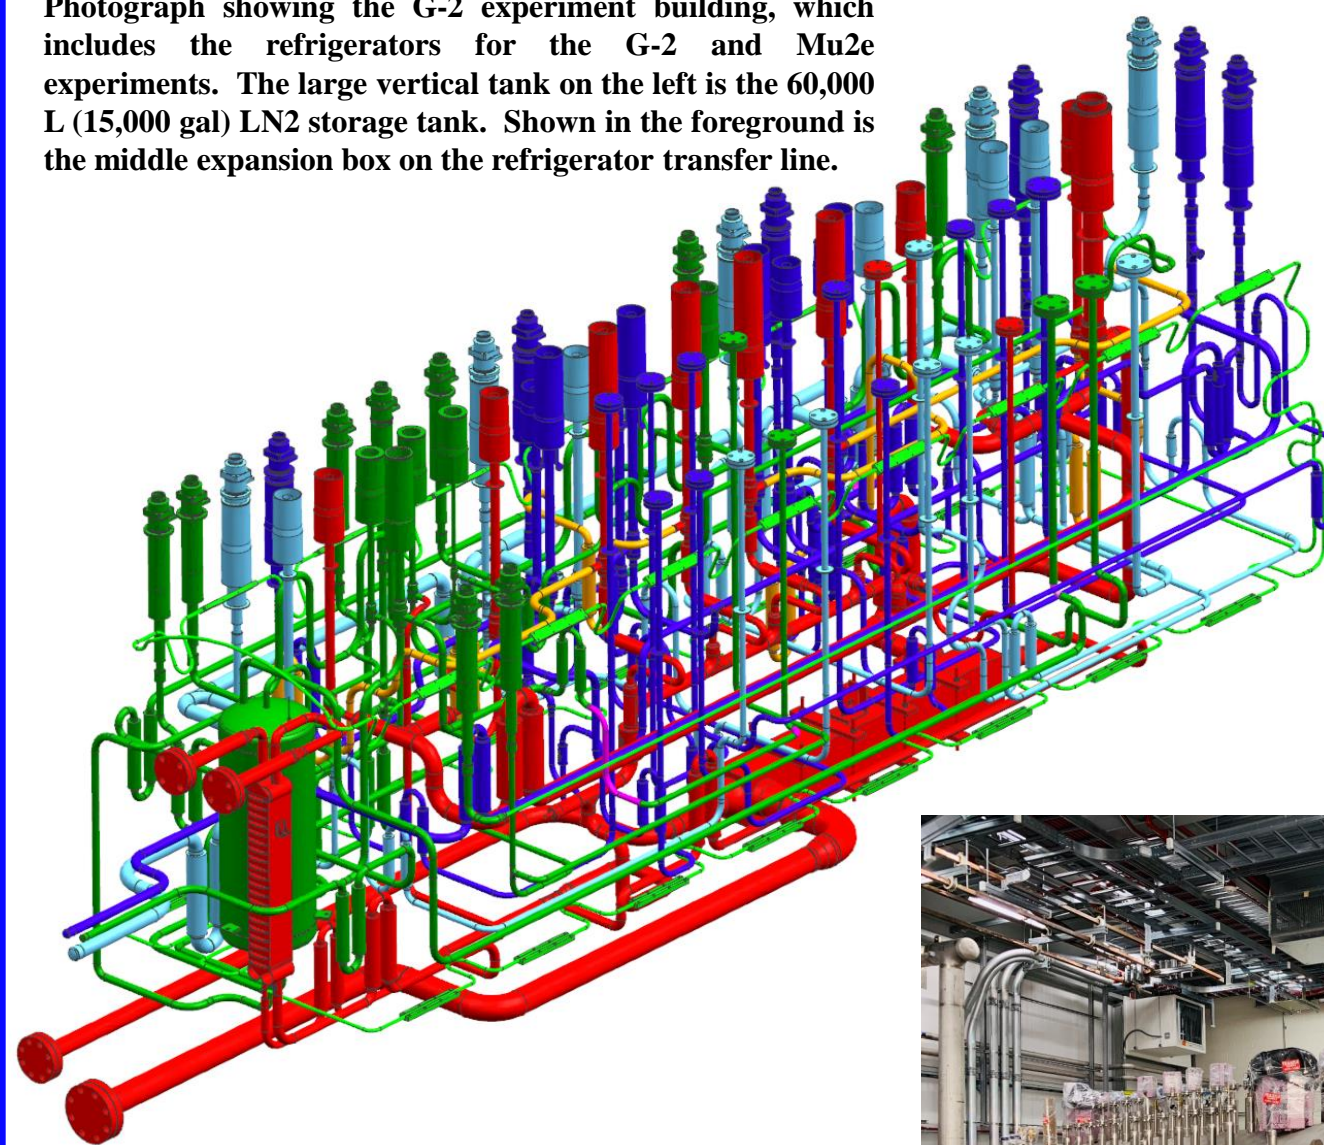 Photograph showing the G-2 experiment building, which
includes the refrigerators for the G-2 and Mu2e
experiments. The large vertical tank on the left is the 60,000
L (15,000 gal) LN2 storage tank. Shown in the foreground is
the middle expansion box on the refrigerator transfer line.